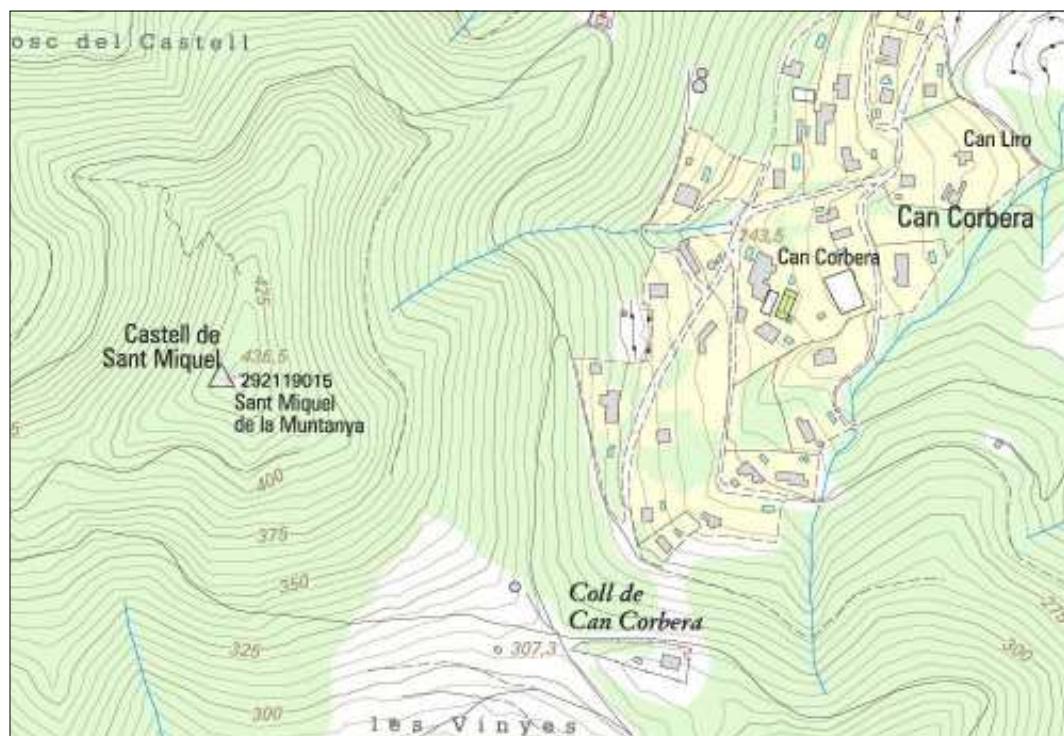 osc del Castell
Can Liro
Can Corbera
143,5
Can Corbera
425
Castell de
Sant Miquel
436,5
292119015
Sant Miquel
de la Muntanya
400
375
350
Coll de
Can Corbera
325
307,3
300
300
les Vinyes